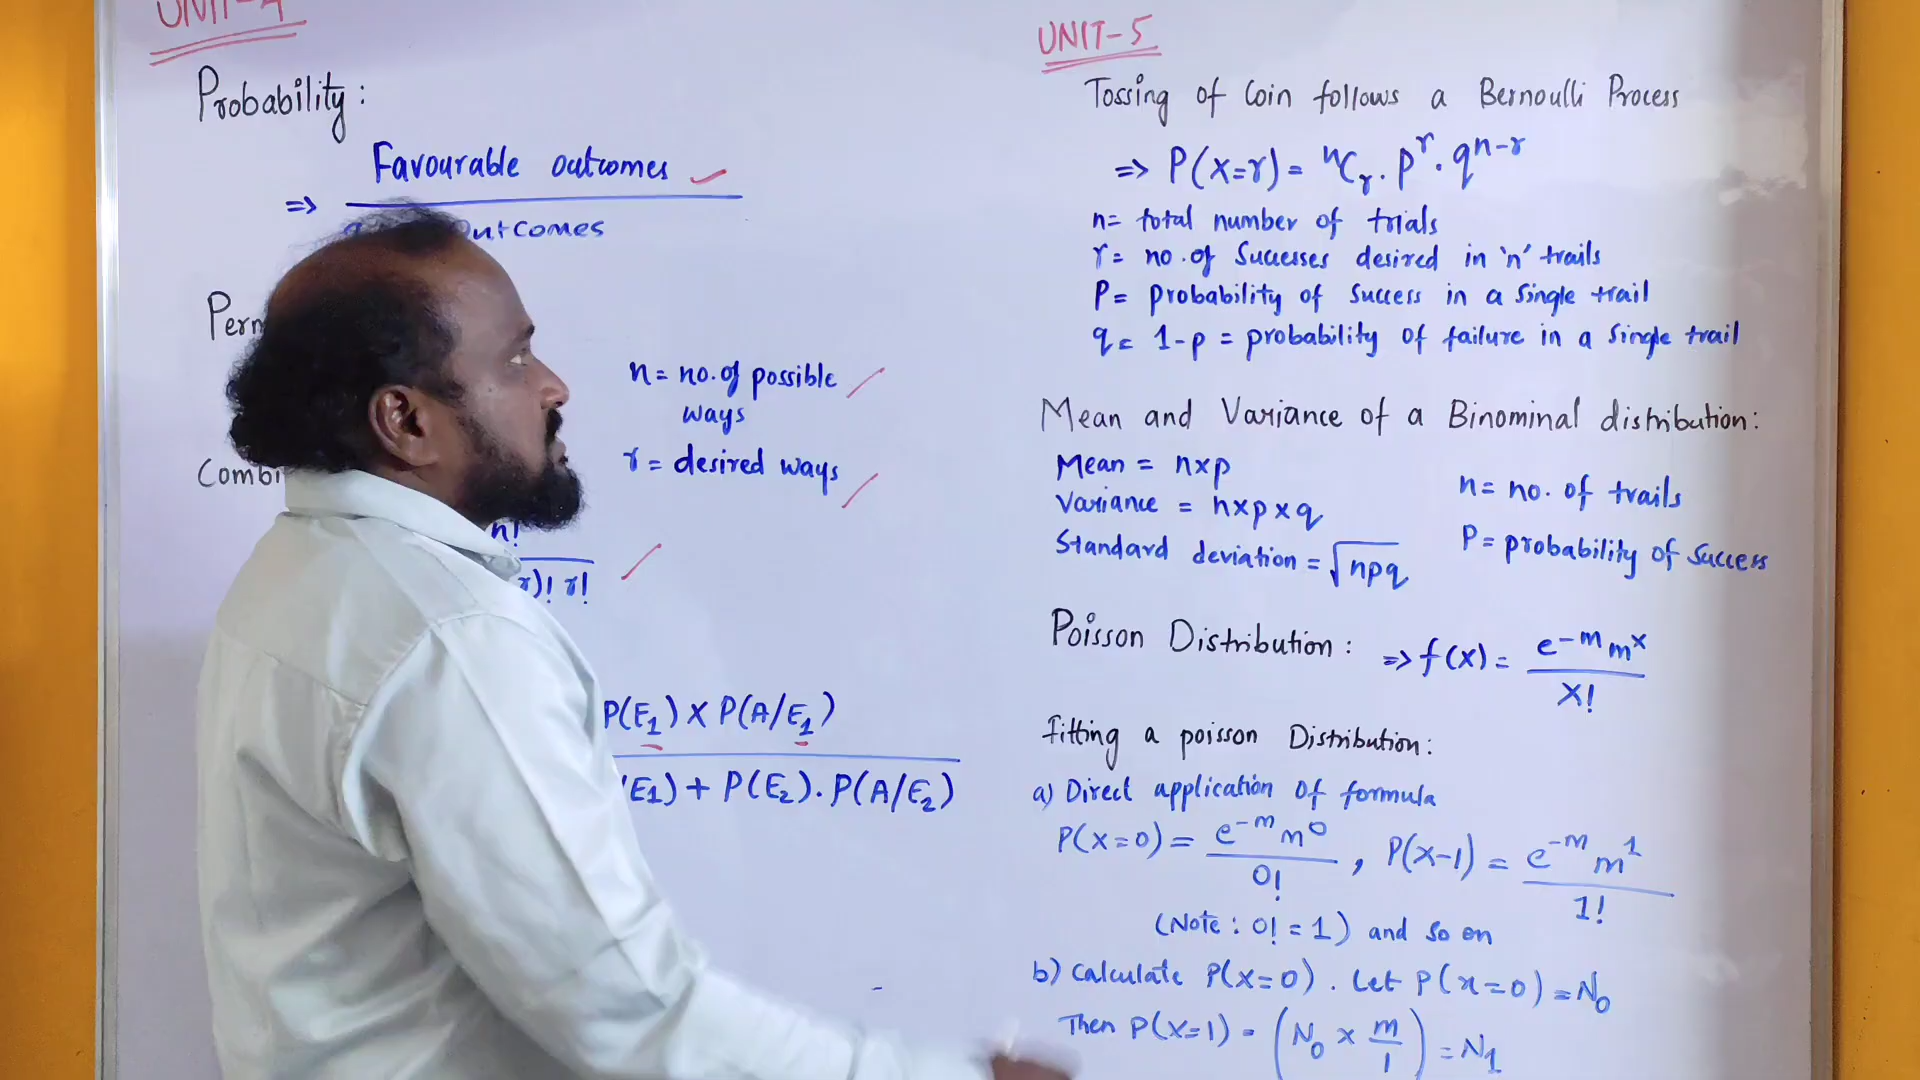 UNIT-4
Probability:
Favourable outcomes
=> outcomes
n = no. of possible
ways
r = desired ways
n!
r)! r!
P(E₁) x P(A/E₁)
E₁) + P(E₂). P(A/E₂)
UNIT-5
Tossing of Coin follows a Bernoulli Process
=> P(x=r) = ⁿCᵣ. pʳ. qⁿ⁻ʳ
n= total number of trials
r= no. of Successes desired in 'n' trails
P= probability of Success in a Single trail
q = 1-p = probability of failure in a Single trail
Mean and Variance of a Binominal distribution:
Mean = nxp
Variance = nxpxq
Standard deviation = √npq
n= no. of trails
P= probability of Success
Poisson Distribution: => f(x) = e^-m m^x / x!
fitting a poisson Distribution:
a) Direct application of formula
P(x=0) = e^-m m^0 / 0! , P(x-1) = e^-m m^1 / 1!
(Note: 0! = 1) and so on
b) Calculate P(x=0). Let P(x=0) = N₀
Then P(x=1) = (N₀ x m/1) = N₁